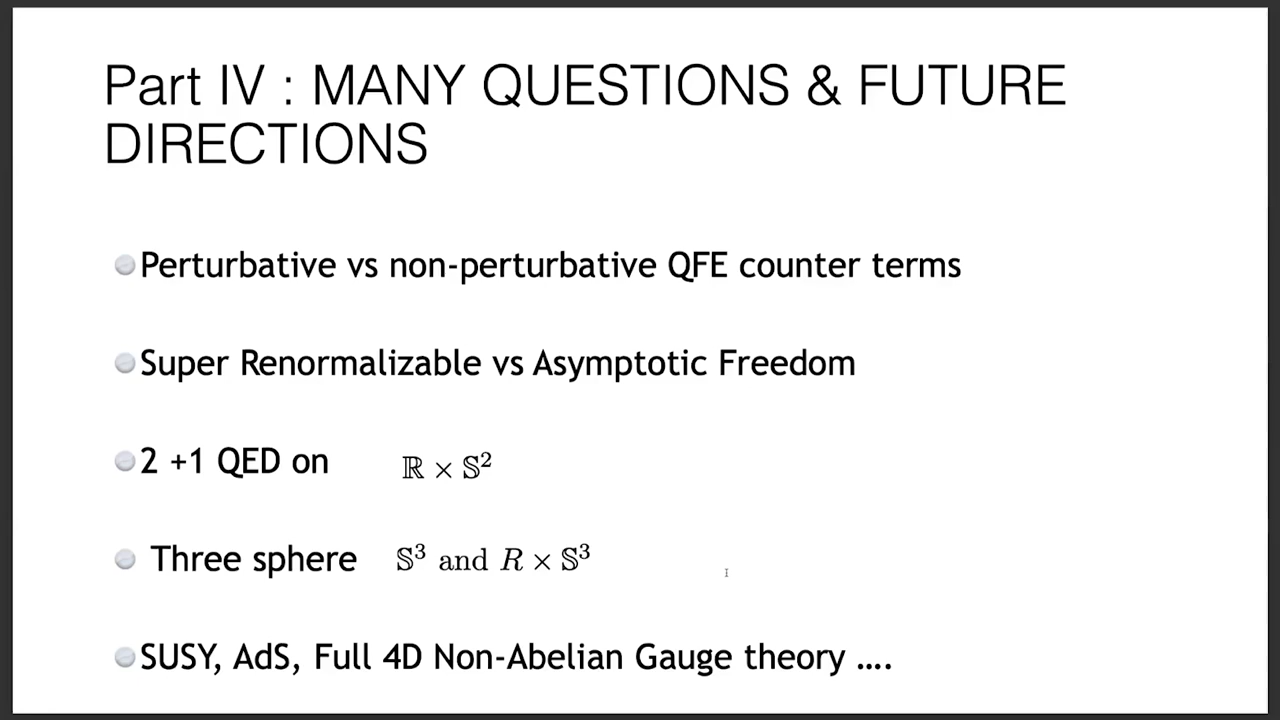 Part IV : MANY QUESTIONS & FUTURE
DIRECTIONS
Perturbative vs non-perturbative QFE counter terms
Super Renormalizable vs Asymptotic Freedom
2 +1 QED on ℝ × 𝕊²
Three sphere 𝕊³ and R × 𝕊³
SUSY, AdS, Full 4D Non-Abelian Gauge theory ....